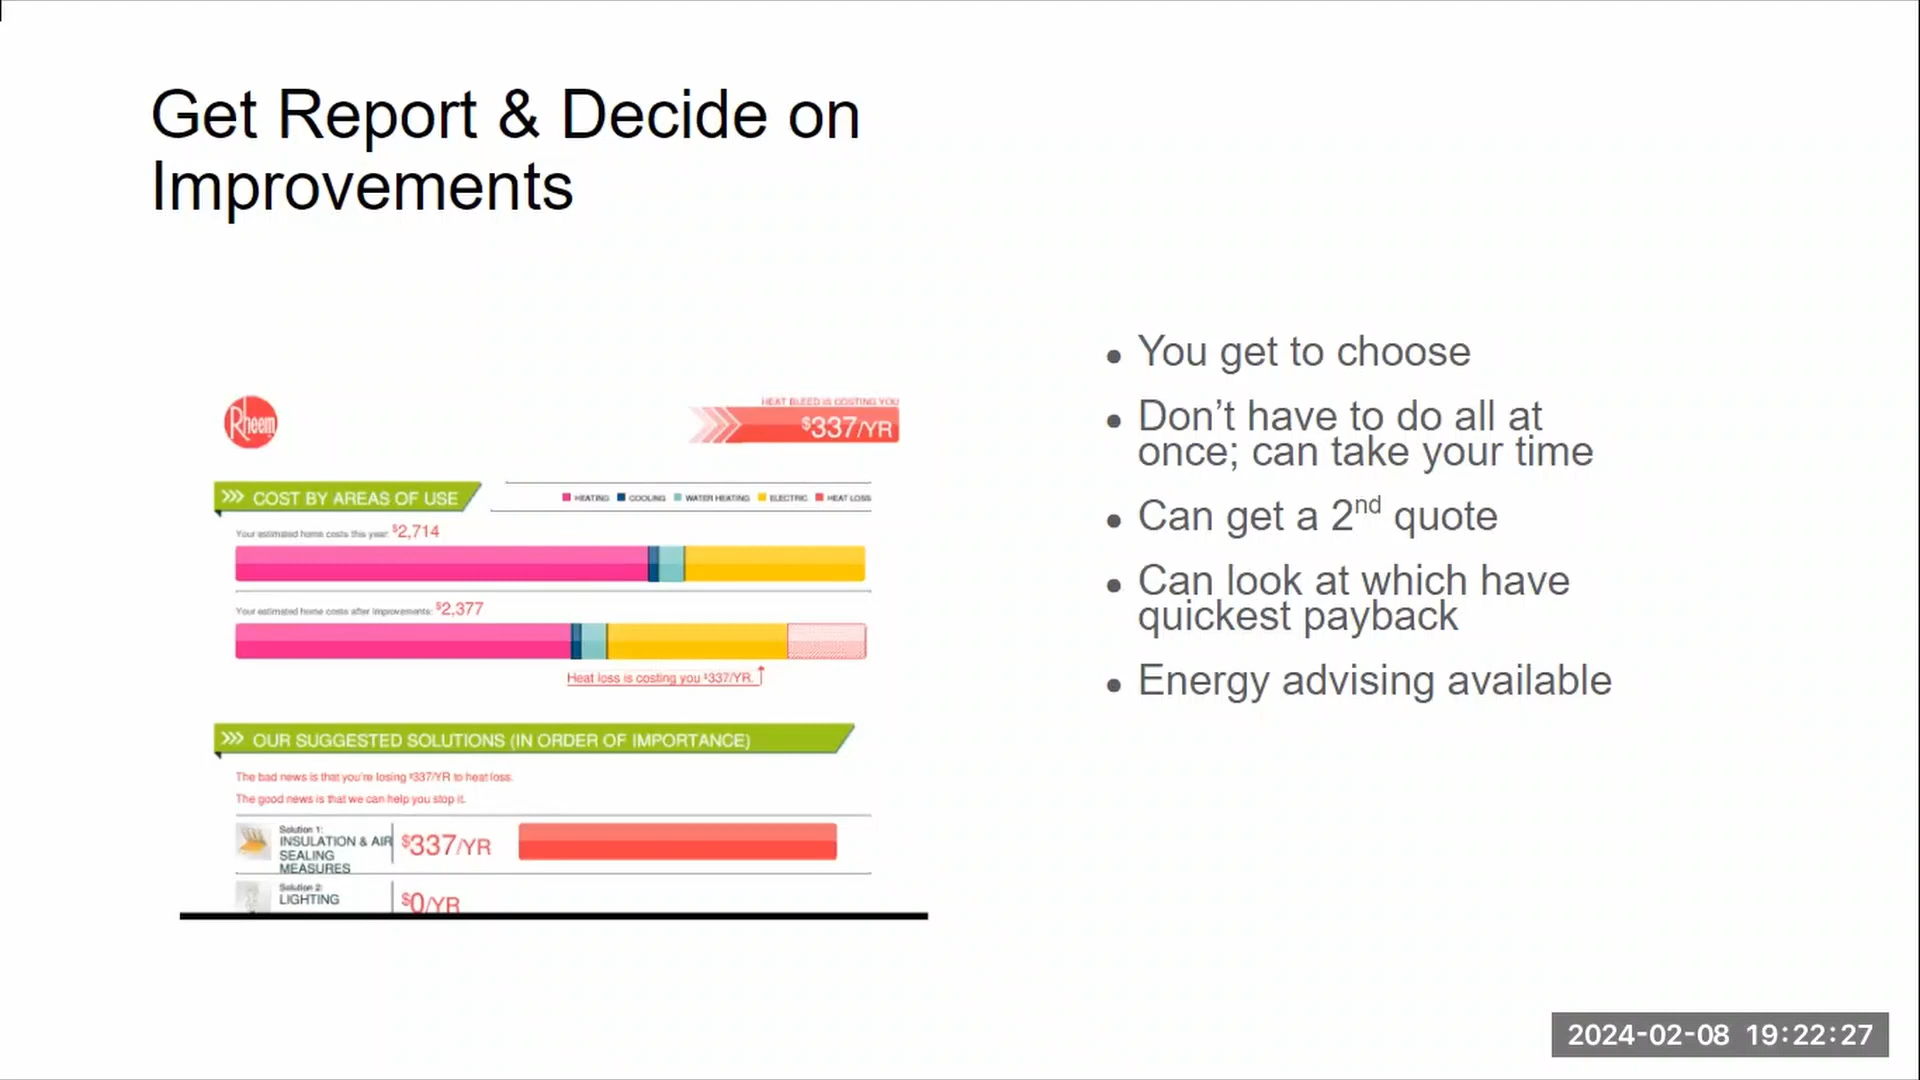 Get Report & Decide on
Improvements
Rheem
HEAT BLEED IS COSTING YOU
$337/YR
COST BY AREAS OF USE
HEATING COOLING WATER HEATING ELECTRIC HEAT LOSS
Your estimated home costs this year: $2,714
Your estimated home costs after improvements: $2,377
Heat loss is costing you $337/YR.
OUR SUGGESTED SOLUTIONS (IN ORDER OF IMPORTANCE)
The bad news is that you're losing $337/YR to heat loss.
The good news is that we can help you stop it.
Solution 1:
INSULATION & AIR
SEALING
MEASURES
$337/YR
Solution 2:
LIGHTING
$0/YR
• You get to choose
• Don’t have to do all at
once; can take your time
• Can get a 2nd quote
• Can look at which have
quickest payback
• Energy advising available
2024-02-08 19:22:27